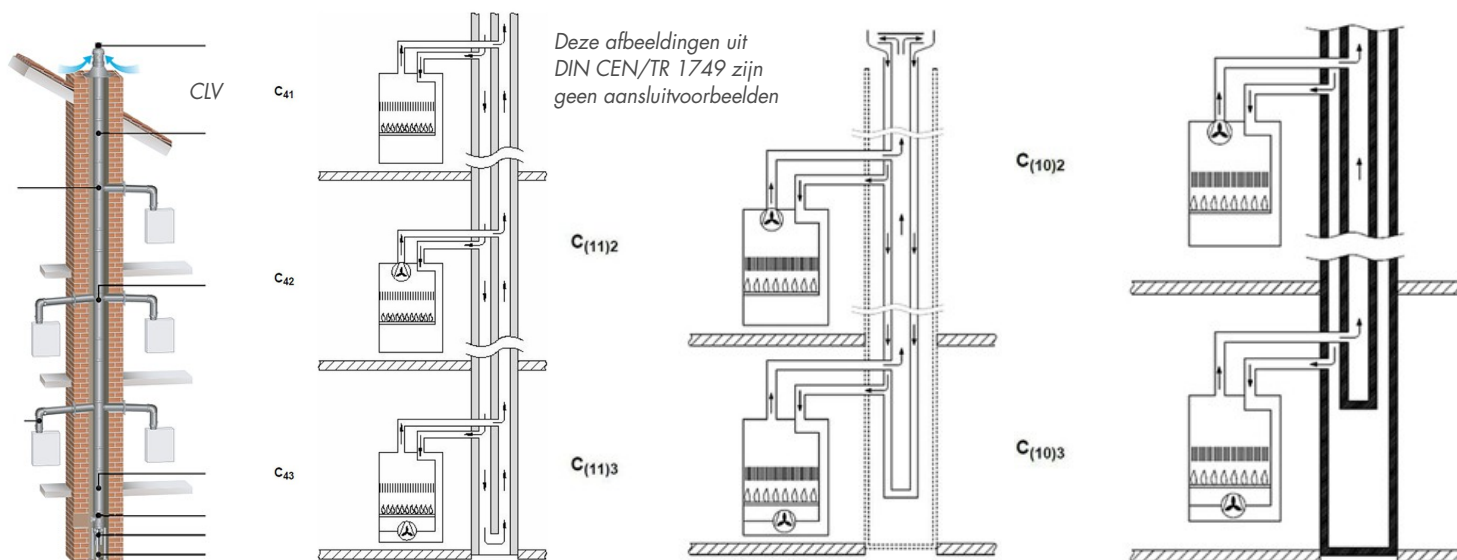 CLV
C41
C42
C43
Deze afbeeldingen uit
DIN CEN/TR 1749 zijn
geen aansluitvoorbeelden
C(11)2
C(11)3
C(10)2
C(10)3